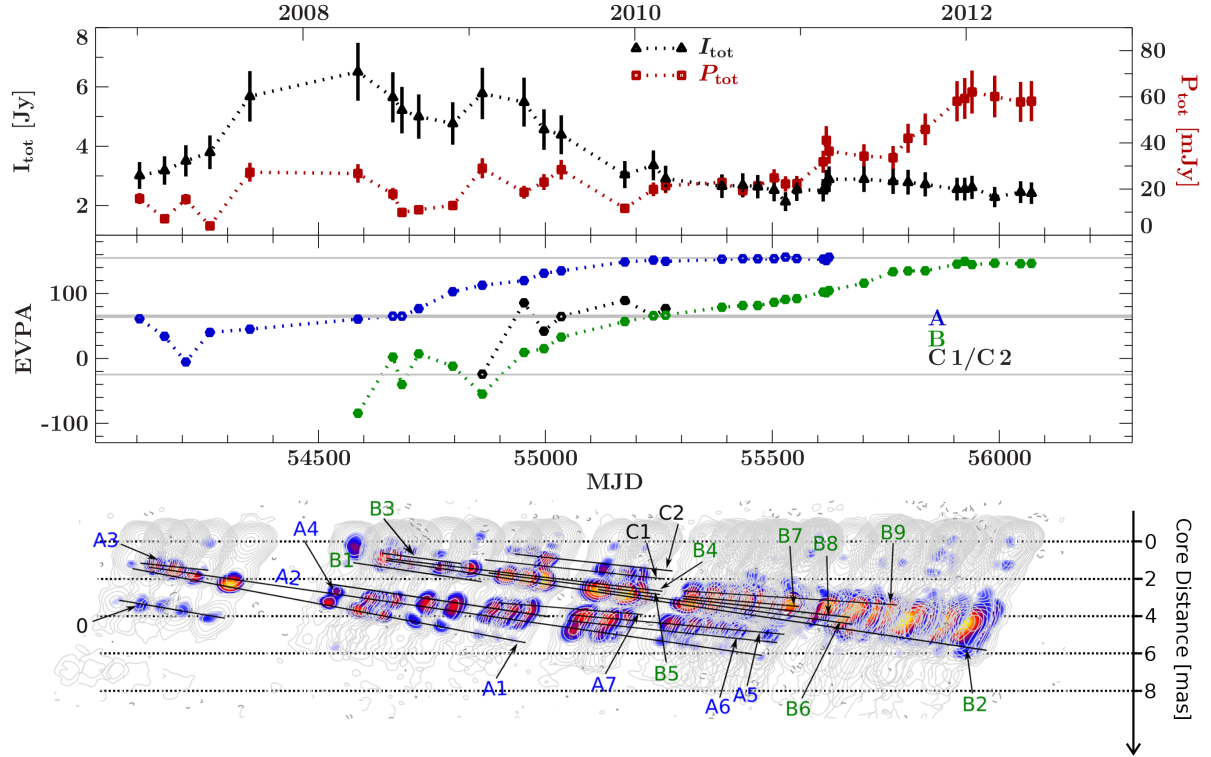 2008 2010 2012
8 6 4 2
I_tot [Jy]
I_tot
P_tot
80 60 40 20 0
P_tot [mJy]
100 0 -100
EVPA
A
B
C 1/C 2
54500 55000 55500 56000
MJD
B3 C2
A3 A4 C1 B7 B9
B1 B4 B8
A2
0
B5
A1 A7 A6 A5 B6 B2
0 2 4 6 8
Core Distance [mas]